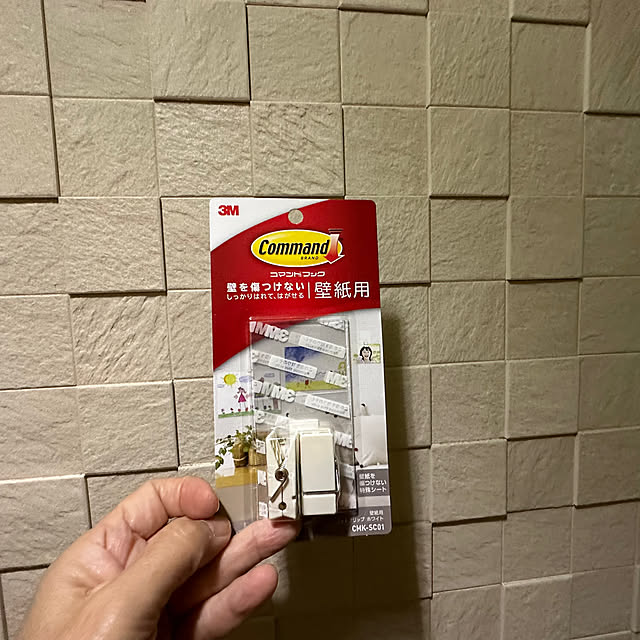 3M
Command
BRAND
コマンドフック
壁を傷つけない
しっかりはれて、はがせる
壁紙用
壁紙を
傷つけない
特殊シート
壁紙用
リップ ホワイト
CMK-SC01